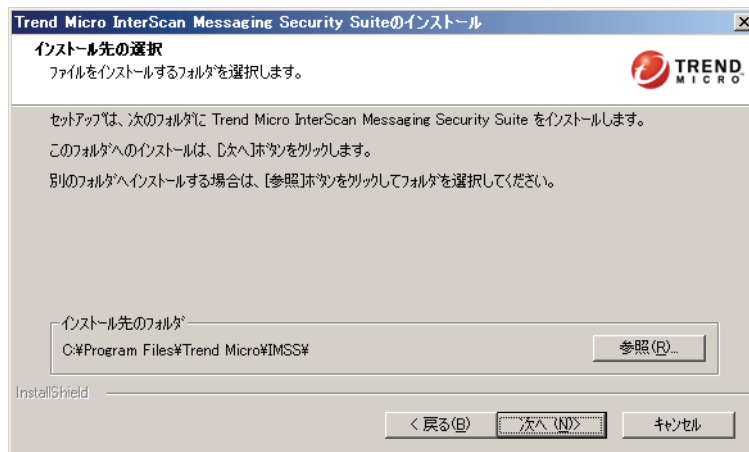 Trend Micro InterScan Messaging Security Suiteのインストール
インストール先の選択
ファイルをインストールするフォルダを選択します。
TREND
MICRO
セットアップは、次のフォルダに Trend Micro InterScan Messaging Security Suite をインストールします。
このフォルダへのインストールは、[次へ]ボタンをクリックします。
別のフォルダへインストールする場合は、[参照]ボタンをクリックしてフォルダを選択してください。
インストール先のフォルダ
C:¥Program Files¥Trend Micro¥IMSS¥
参照(R)...
InstallShield
< 戻る(B)
次へ (N)>
キャンセル